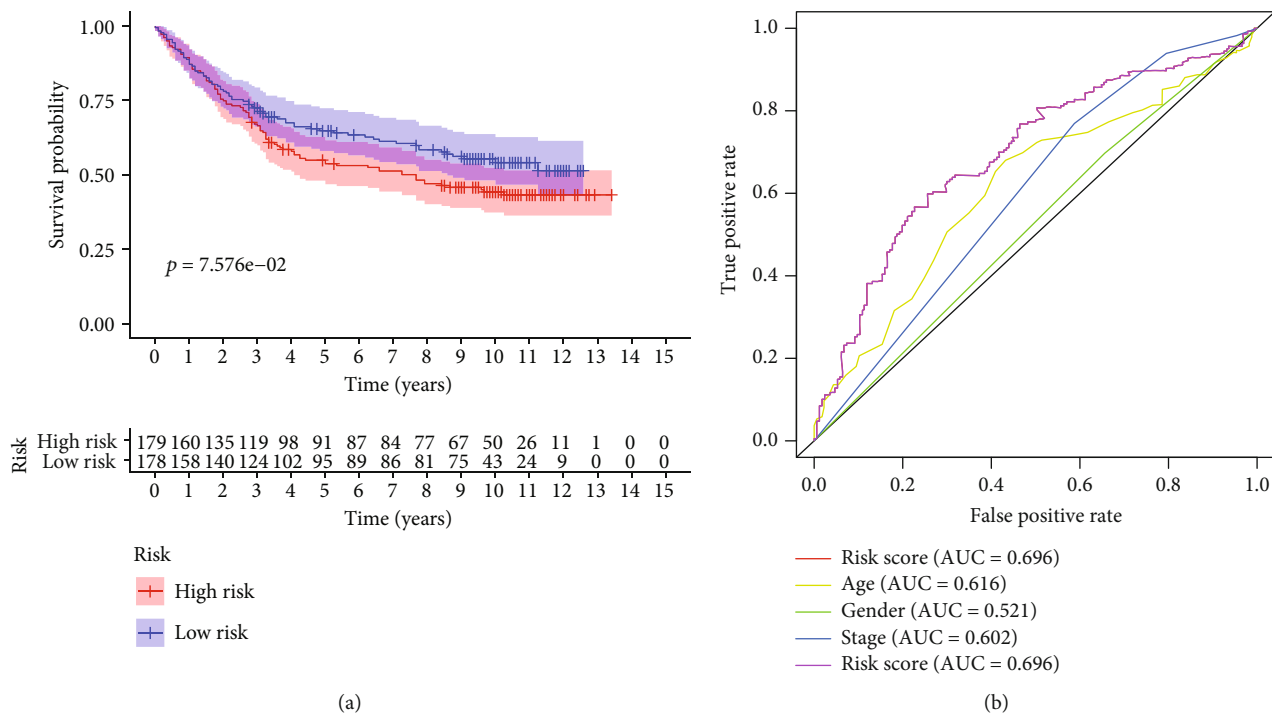 1.00
0.75
0.50
0.25
0.00
Survival probability
p = 7.576e−02
0 1 2 3 4 5 6 7 8 9 10 11 12 13 14 15
Time (years)
Risk
High risk 179 160 135 119 98 91 87 84 77 67 50 26 11 1 0 0
Low risk 178 158 140 124 102 95 89 86 81 75 43 24 9 0 0 0
0 1 2 3 4 5 6 7 8 9 10 11 12 13 14 15
Time (years)
Risk
High risk
Low risk
(a)
1.0
0.8
0.6
0.4
0.2
0.0
True positive rate
0.0 0.2 0.4 0.6 0.8 1.0
False positive rate
Risk score (AUC = 0.696)
Age (AUC = 0.616)
Gender (AUC = 0.521)
Stage (AUC = 0.602)
Risk score (AUC = 0.696)
(b)